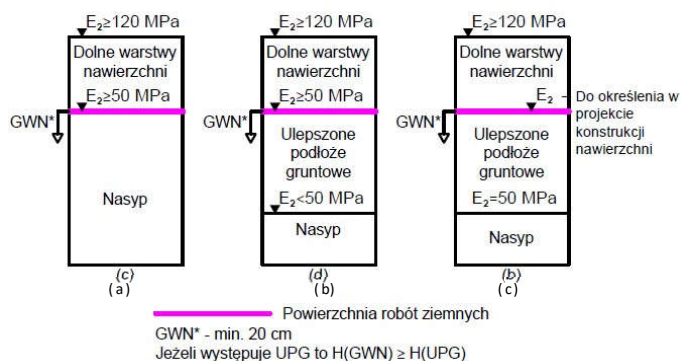 E₂≥120 MPa
Dolne warstwy
nawierzchni
E₂≥50 MPa
GWN*
Nasyp
(c)
(a)
E₂≥120 MPa
Dolne warstwy
nawierzchni
E₂≥50 MPa
GWN*
Ulepszone
podłoże
gruntowe
E₂<50 MPa
Nasyp
(d)
(b)
E₂≥120 MPa
Dolne warstwy
nawierzchni
E₂ - Do określenia w
projekcie
konstrukcji
nawierzchni
GWN*
Ulepszone
podłoże
gruntowe
E₂=50 MPa
Nasyp
(b)
(c)
Powierzchnia robót ziemnych
GWN* - min. 20 cm
Jeżeli występuje UPG to H(GWN) ≥ H(UPG)